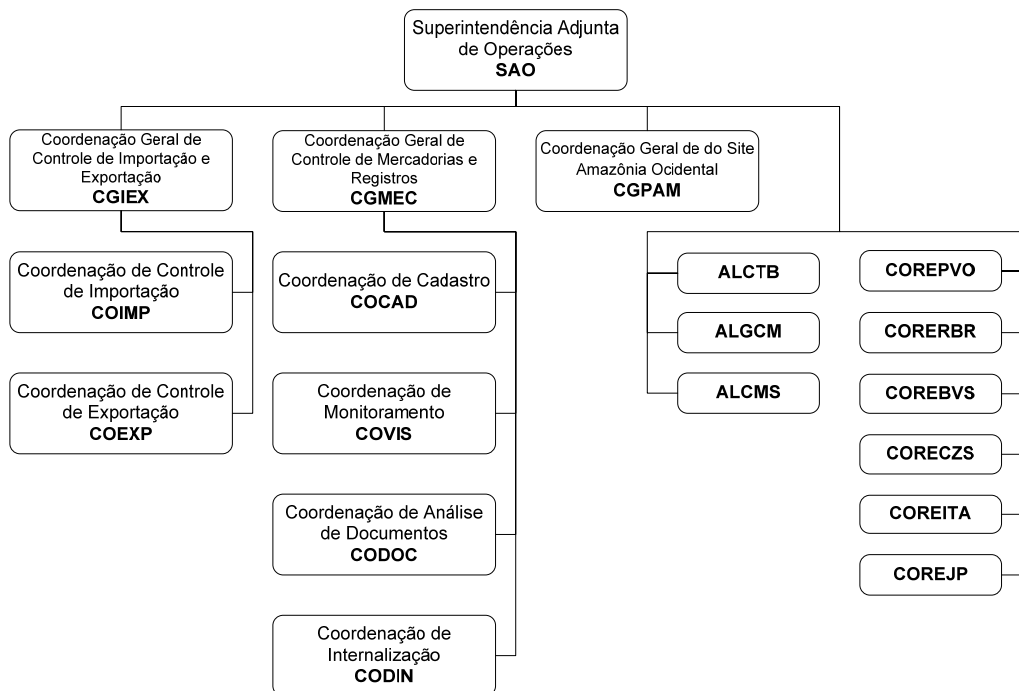 Superintendência Adjunta
de Operações
SAO
Coordenação Geral de
Controle de Importação e
Exportação
CGIEX
Coordenação Geral de
Controle de Mercadorias e
Registros
CGMEC
Coordenação Geral de do Site
Amazônia Ocidental
CGPAM
Coordenação de Controle
de Importação
COIMP
Coordenação de Controle
de Exportação
COEXP
Coordenação de Cadastro
COCAD
Coordenação de
Monitoramento
COVIS
Coordenação de Análise
de Documentos
CODOC
Coordenação de
Internalização
CODIN
ALCTB
ALGCM
ALCMS
COREPVO
CORERBR
COREBVS
CORECZS
COREITA
COREJP